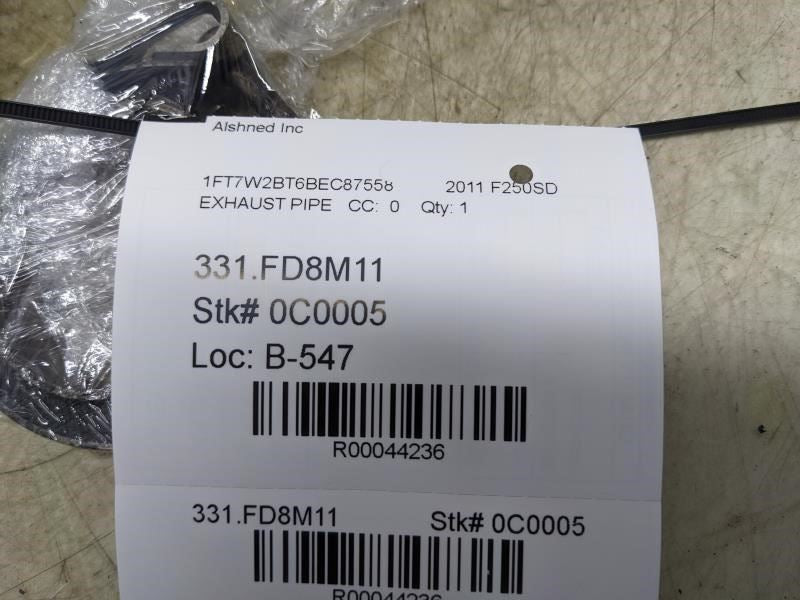 Alshned Inc
1FT7W2BT6BEC87558 2011 F250SD
EXHAUST PIPE CC: 0 Qty: 1
331.FD8M11
Stk# 0C0005
Loc: B-547
R00044236
331.FD8M11 Stk# 0C0005
R00044236